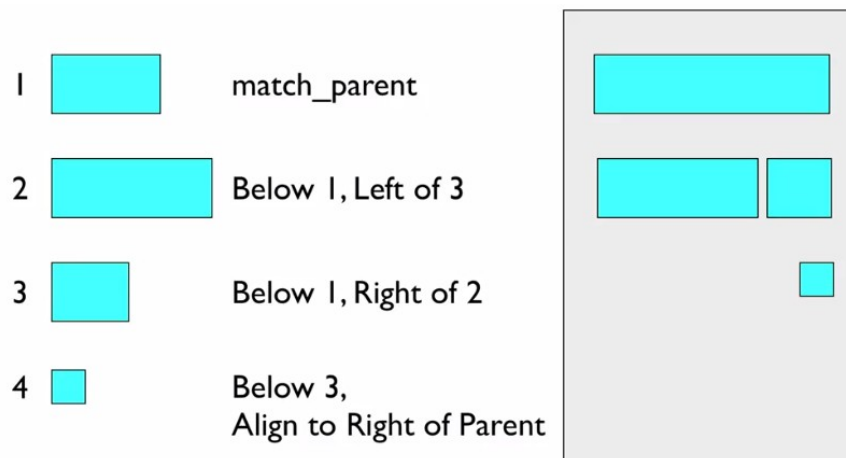 1 match_parent
2 Below 1, Left of 3
3 Below 1, Right of 2
4 Below 3,
Align to Right of Parent